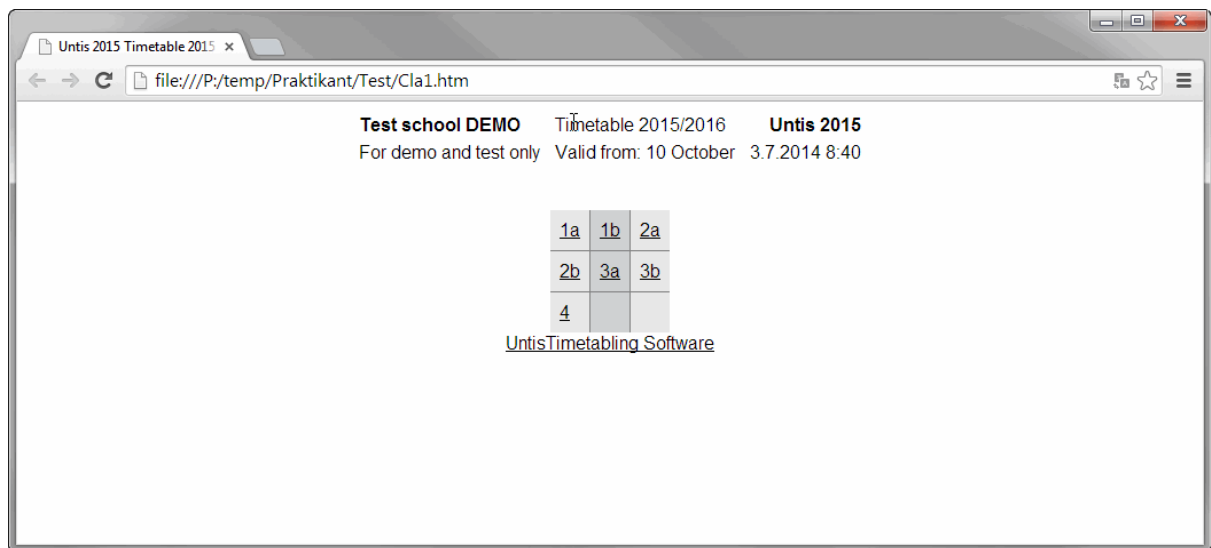 Untis 2015 Timetable 2015
file:///P:/temp/Praktikant/Test/Cla1.htm
Test school DEMO Timetable 2015/2016 Untis 2015
For demo and test only Valid from: 10 October 3.7.2014 8:40
1a 1b 2a
2b 3a 3b
4
UntisTimetabling Software